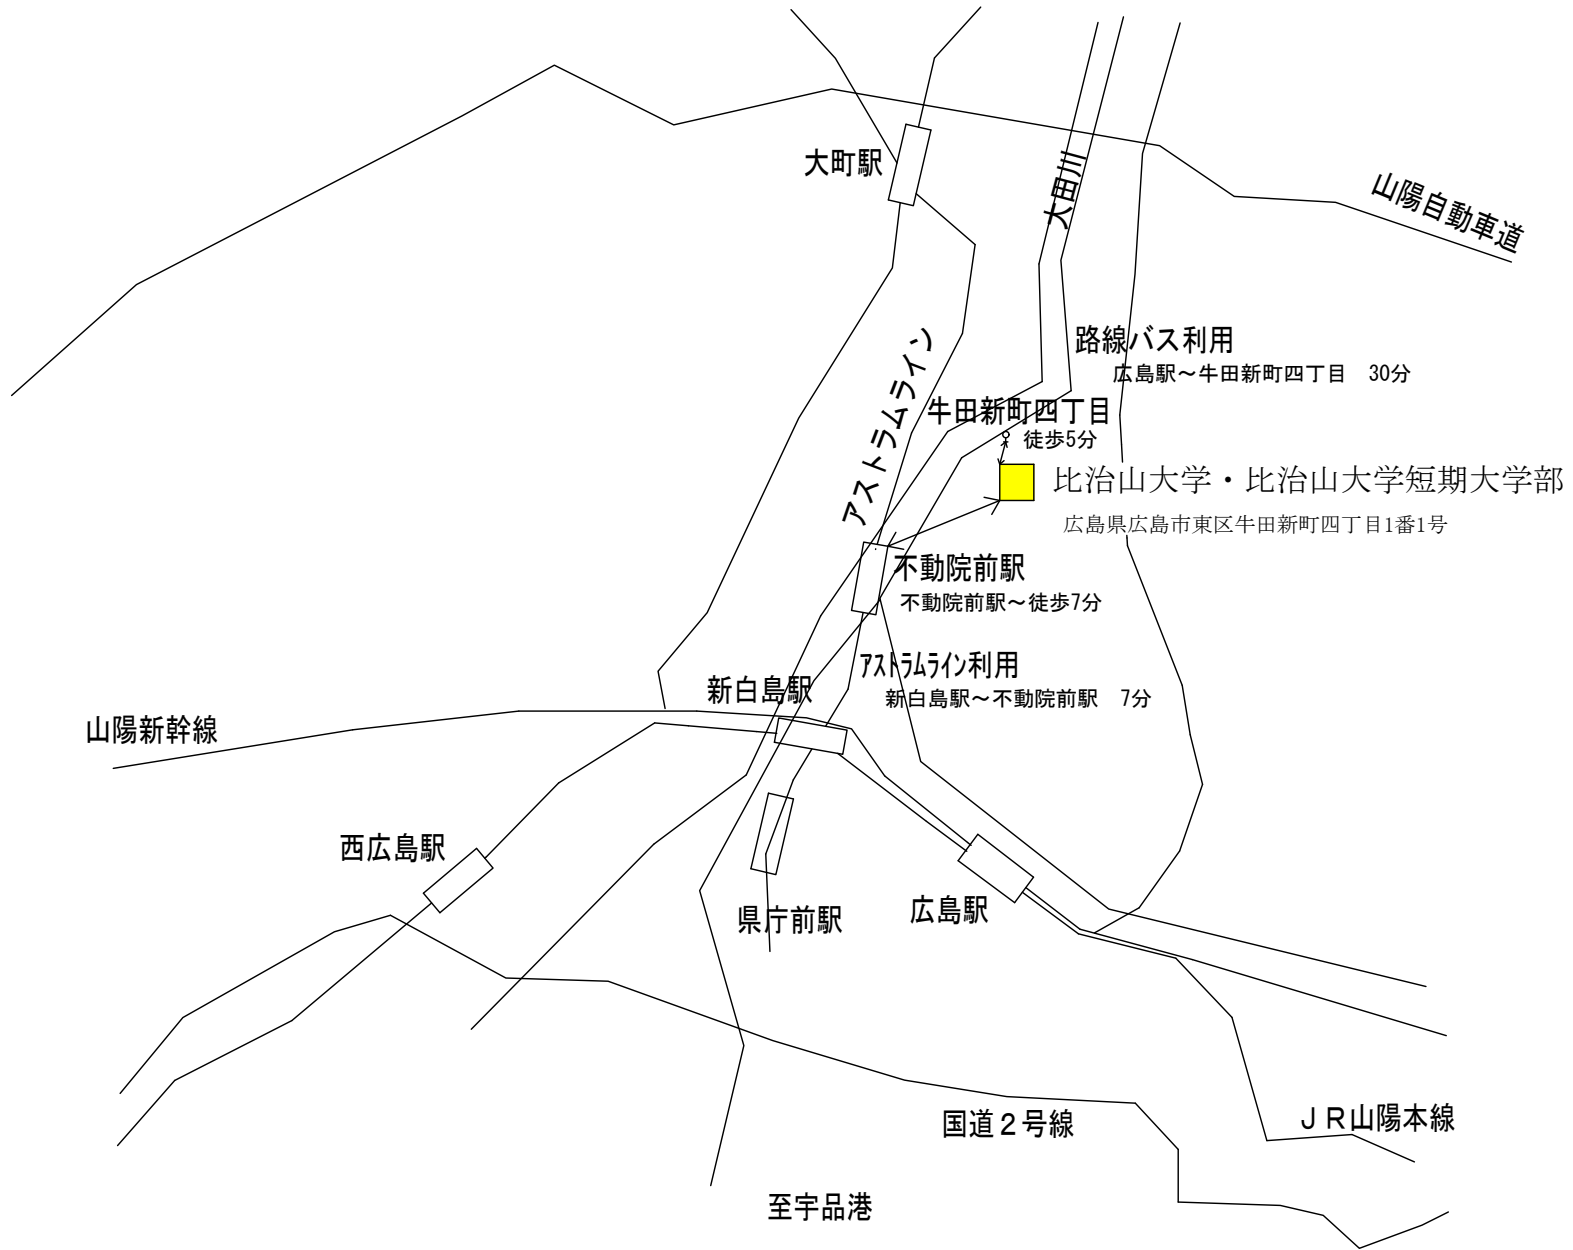 大町駅
大田川
山陽自動車道
アストラムライン
路線バス利用
広島駅～牛田新町四丁目 30分
牛田新町四丁目
徒歩5分
比治山大学・比治山大学短期大学部
広島県広島市東区牛田新町四丁目1番1号
不動院前駅
不動院前駅～徒歩7分
ｱｽﾄﾗﾑﾗｲﾝ利用
新白島駅～不動院前駅 7分
新白島駅
山陽新幹線
西広島駅
県庁前駅
広島駅
国道２号線
ＪＲ山陽本線
至宇品港